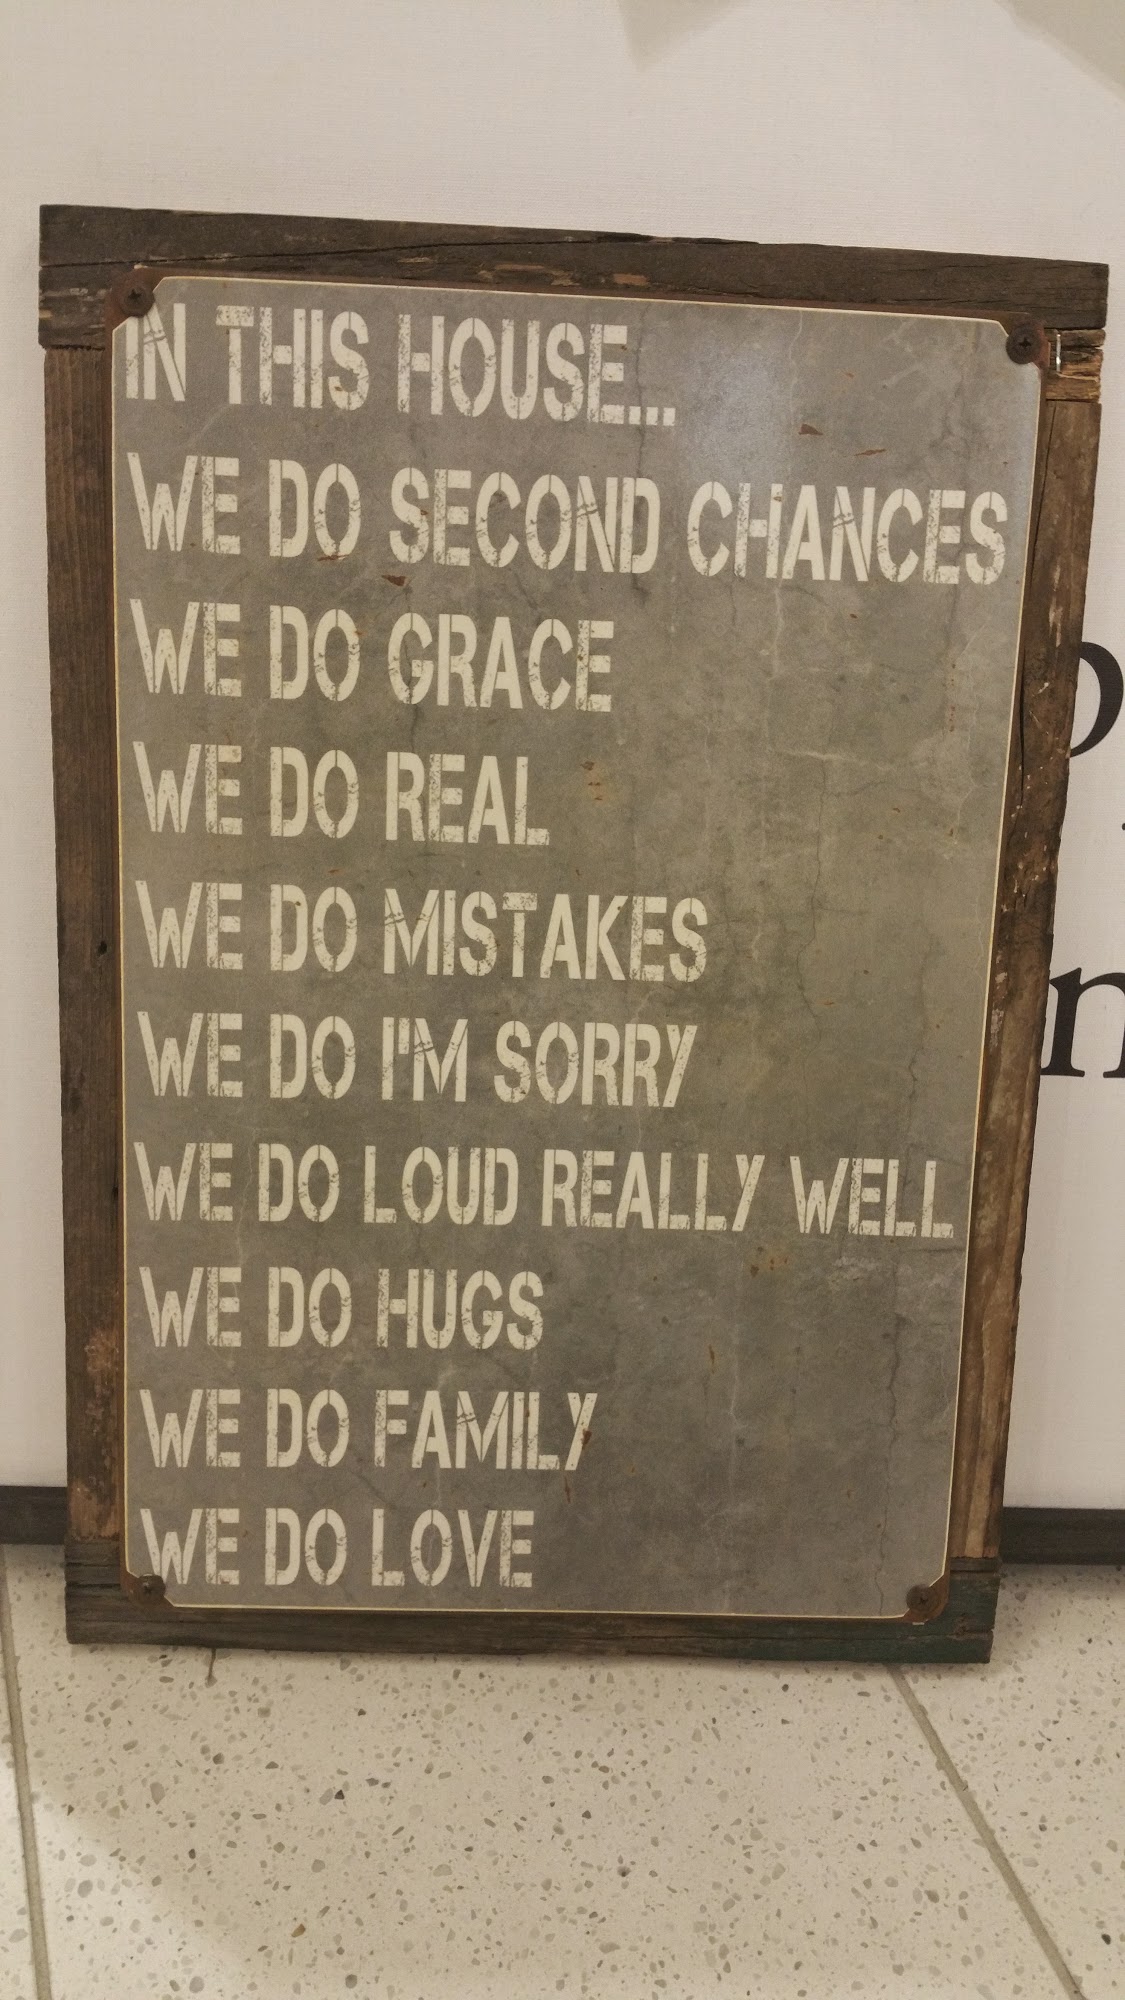 IN THIS HOUSE...
WE DO SECOND CHANCES
WE DO GRACE
WE DO REAL
WE DO MISTAKES
WE DO I'M SORRY
WE DO LOUD REALLY WELL
WE DO HUGS
WE DO FAMILY
WE DO LOVE